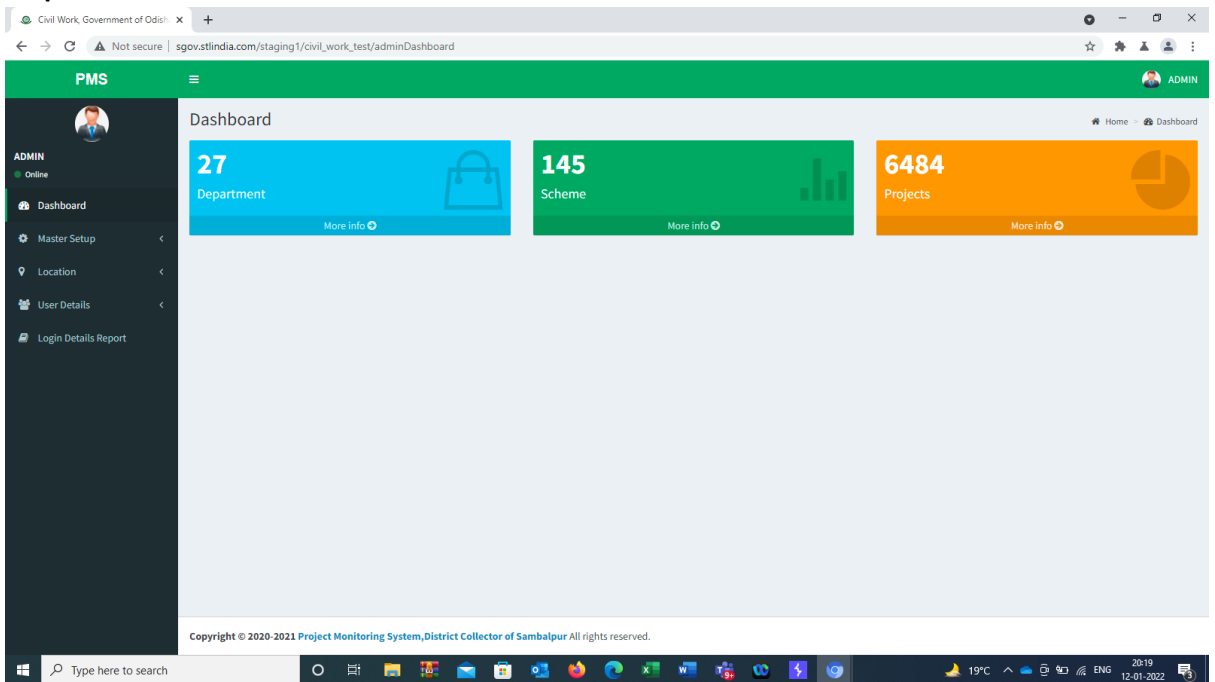 Civil Work, Government of Odish
Not secure
sgov.stlindia.com/staging1/civil_work_test/adminDashboard
PMS
ADMIN
ADMIN
Online
Dashboard
Master Setup
Location
User Details
Login Details Report
Dashboard
Home > Dashboard
27
Department
More info
145
Scheme
More info
6484
Projects
More info
Copyright © 2020-2021 Project Monitoring System,District Collector of Sambalpur All rights reserved.
Type here to search
19°C
ENG
20:19
12-01-2022